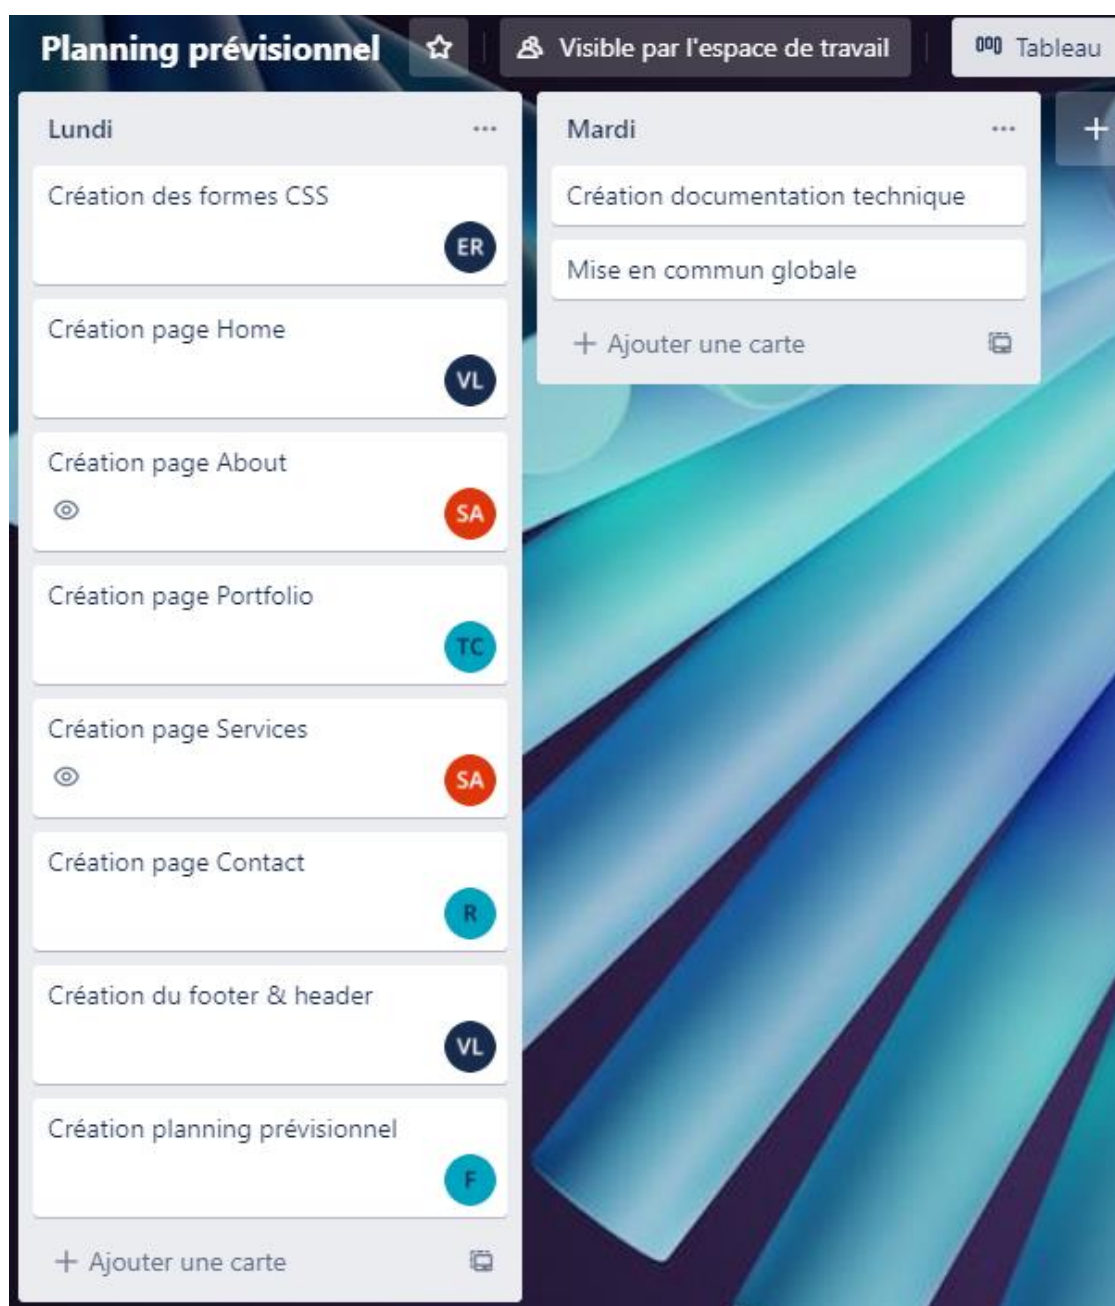 Planning prévisionnel
Visible par l'espace de travail
Tableau
Lundi
Création des formes CSS
ER
Création page Home
VL
Création page About
SA
Création page Portfolio
TC
Création page Services
SA
Création page Contact
R
Création du footer & header
VL
Création planning prévisionnel
F
+ Ajouter une carte
Mardi
Création documentation technique
Mise en commun globale
+ Ajouter une carte